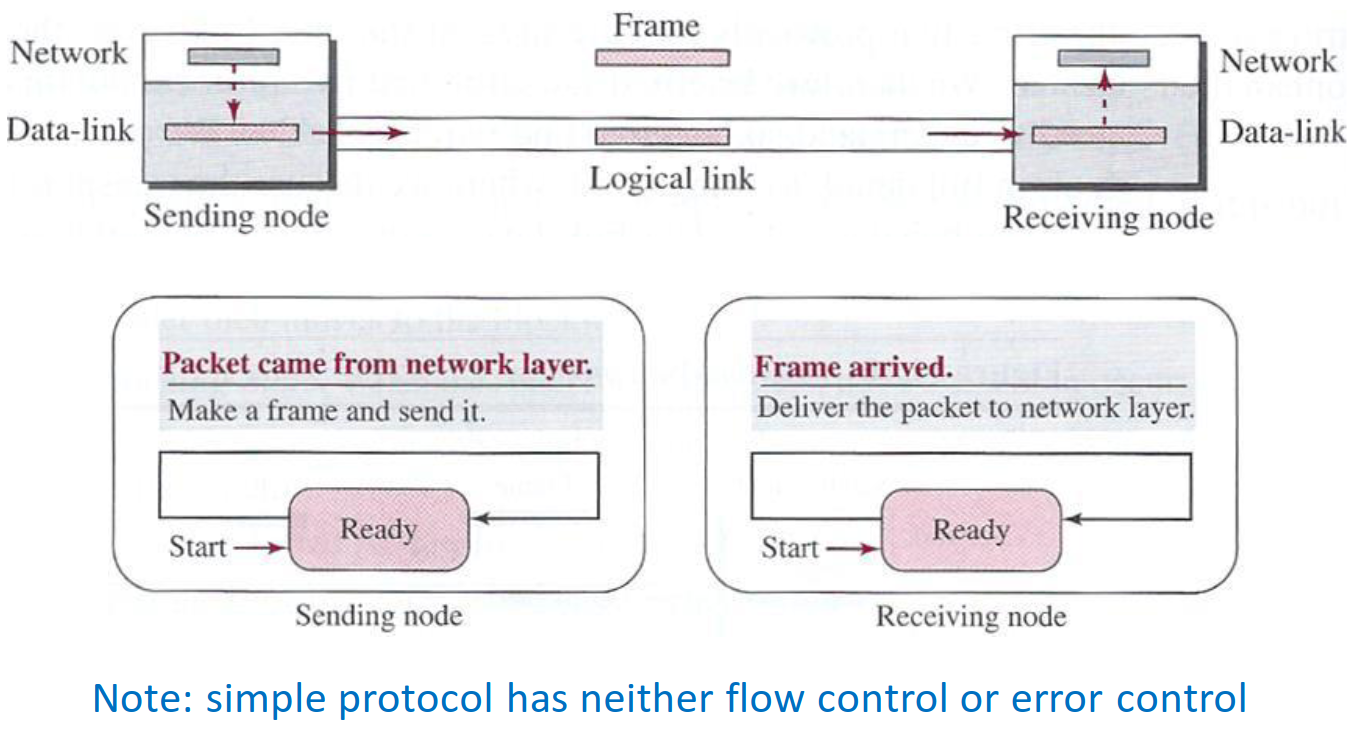 Frame
Network
Network
Data-link
Data-link
Logical link
Sending node
Receiving node
Packet came from network layer.
Make a frame and send it.
Frame arrived.
Deliver the packet to network layer.
Ready
Start
Ready
Start
Sending node
Receiving node
Note: simple protocol has neither flow control or error control